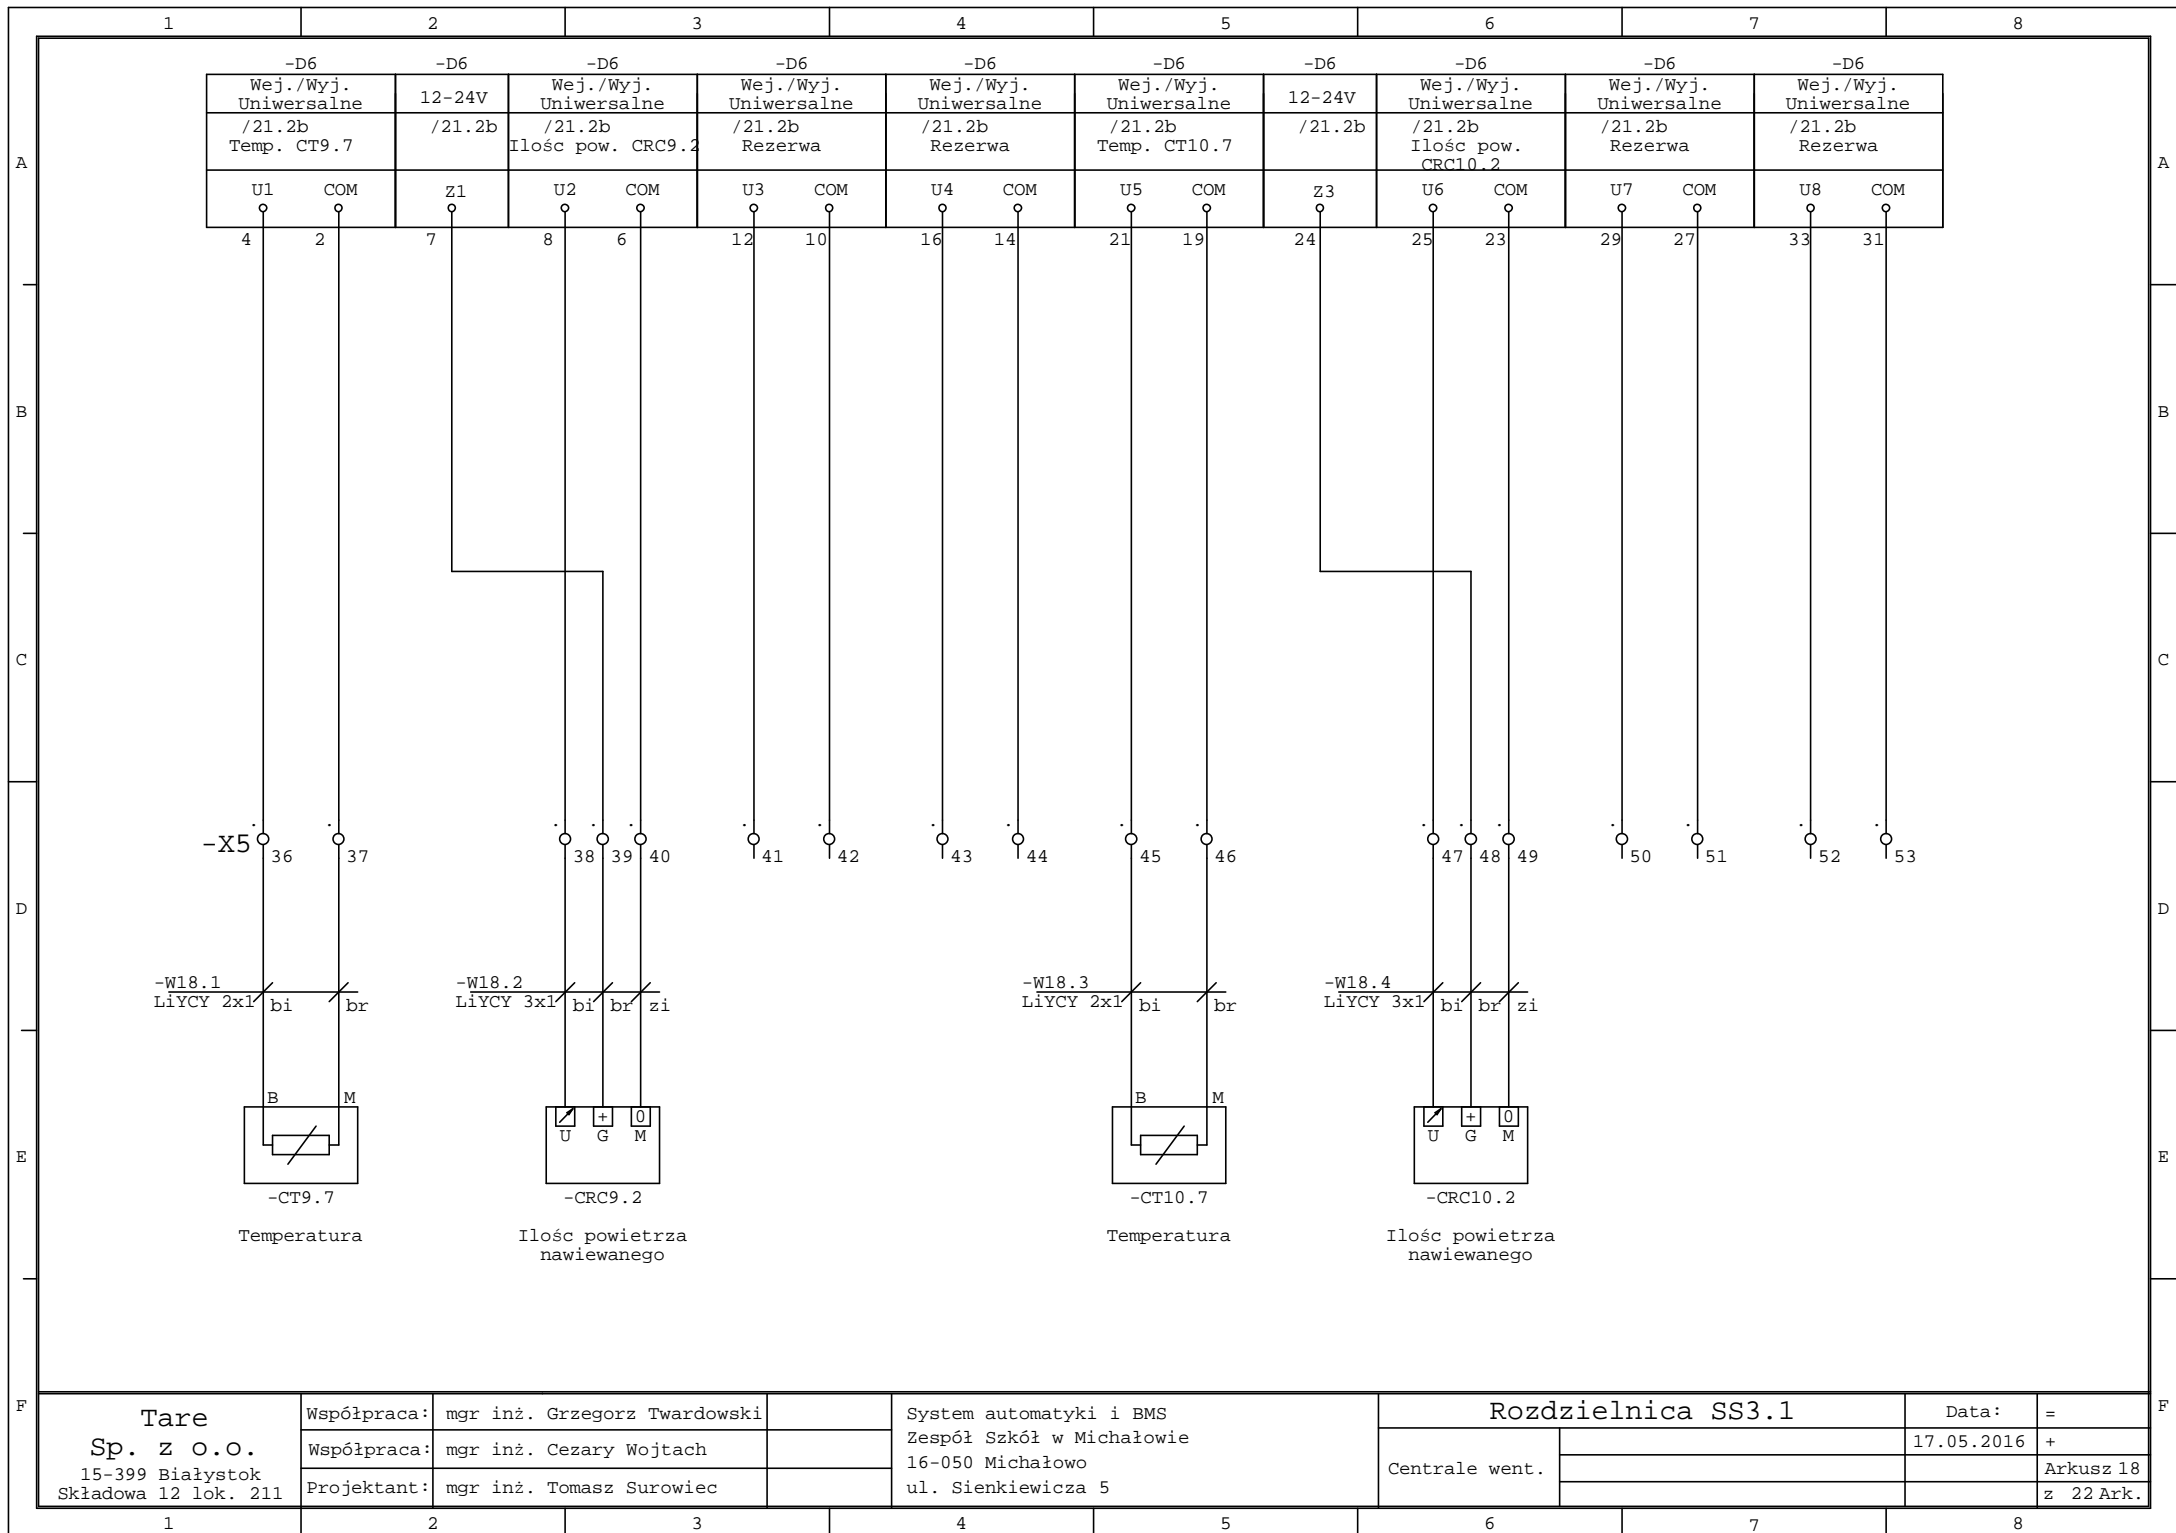 1 2 3 4 5 6 7 8
-D6 -D6 -D6 -D6 -D6 -D6 -D6 -D6 -D6 -D6
Wej./Wyj. Wej./Wyj. Wej./Wyj. Wej./Wyj. Wej./Wyj. Wej./Wyj. Wej./Wyj. Wej./Wyj.
Uniwersalne 12-24V Uniwersalne Uniwersalne Uniwersalne Uniwersalne 12-24V Uniwersalne Uniwersalne Uniwersalne
/21.2b /21.2b /21.2b /21.2b /21.2b /21.2b /21.2b /21.2b /21.2b /21.2b
Temp. CT9.7 Ilośc pow. CRC9.2 Rezerwa Rezerwa Temp. CT10.7 Ilośc pow. Rezerwa Rezerwa
CRC10.2
A A
U1 COM Z1 U2 COM U3 COM U4 COM U5 COM Z3 U6 COM U7 COM U8 COM
4 2 7 8 6 12 10 16 14 21 19 24 25 23 29 27 33 31
B B
C C
-X5 36 37 38 39 40 41 42 43 44 45 46 47 48 49 50 51 52 53
D D
-W18.1 -W18.2 -W18.3 -W18.4
LiYCY 2x1 bi br LiYCY 3x1 bi br zi LiYCY 2x1 bi br LiYCY 3x1 bi br zi
B M B M
+ 0 + 0
U G M U G M
E E
-CT9.7 -CRC9.2 -CT10.7 -CRC10.2
Temperatura Ilośc powietrza Temperatura Ilośc powietrza
nawiewanego nawiewanego
F F
Tare
Sp. z o.o.
15-399 Białystok
Składowa 12 lok. 211
Współpraca: mgr inż. Grzegorz Twardowski
Współpraca: mgr inż. Cezary Wojtach
Projektant: mgr inż. Tomasz Surowiec
System automatyki i BMS
Zespół Szkół w Michałowie
16-050 Michałowo
ul. Sienkiewicza 5
Rozdzielnica SS3.1
Centrale went.
Data: =
17.05.2016 +
Arkusz 18
z 22 Ark.
1 2 3 4 5 6 7 8